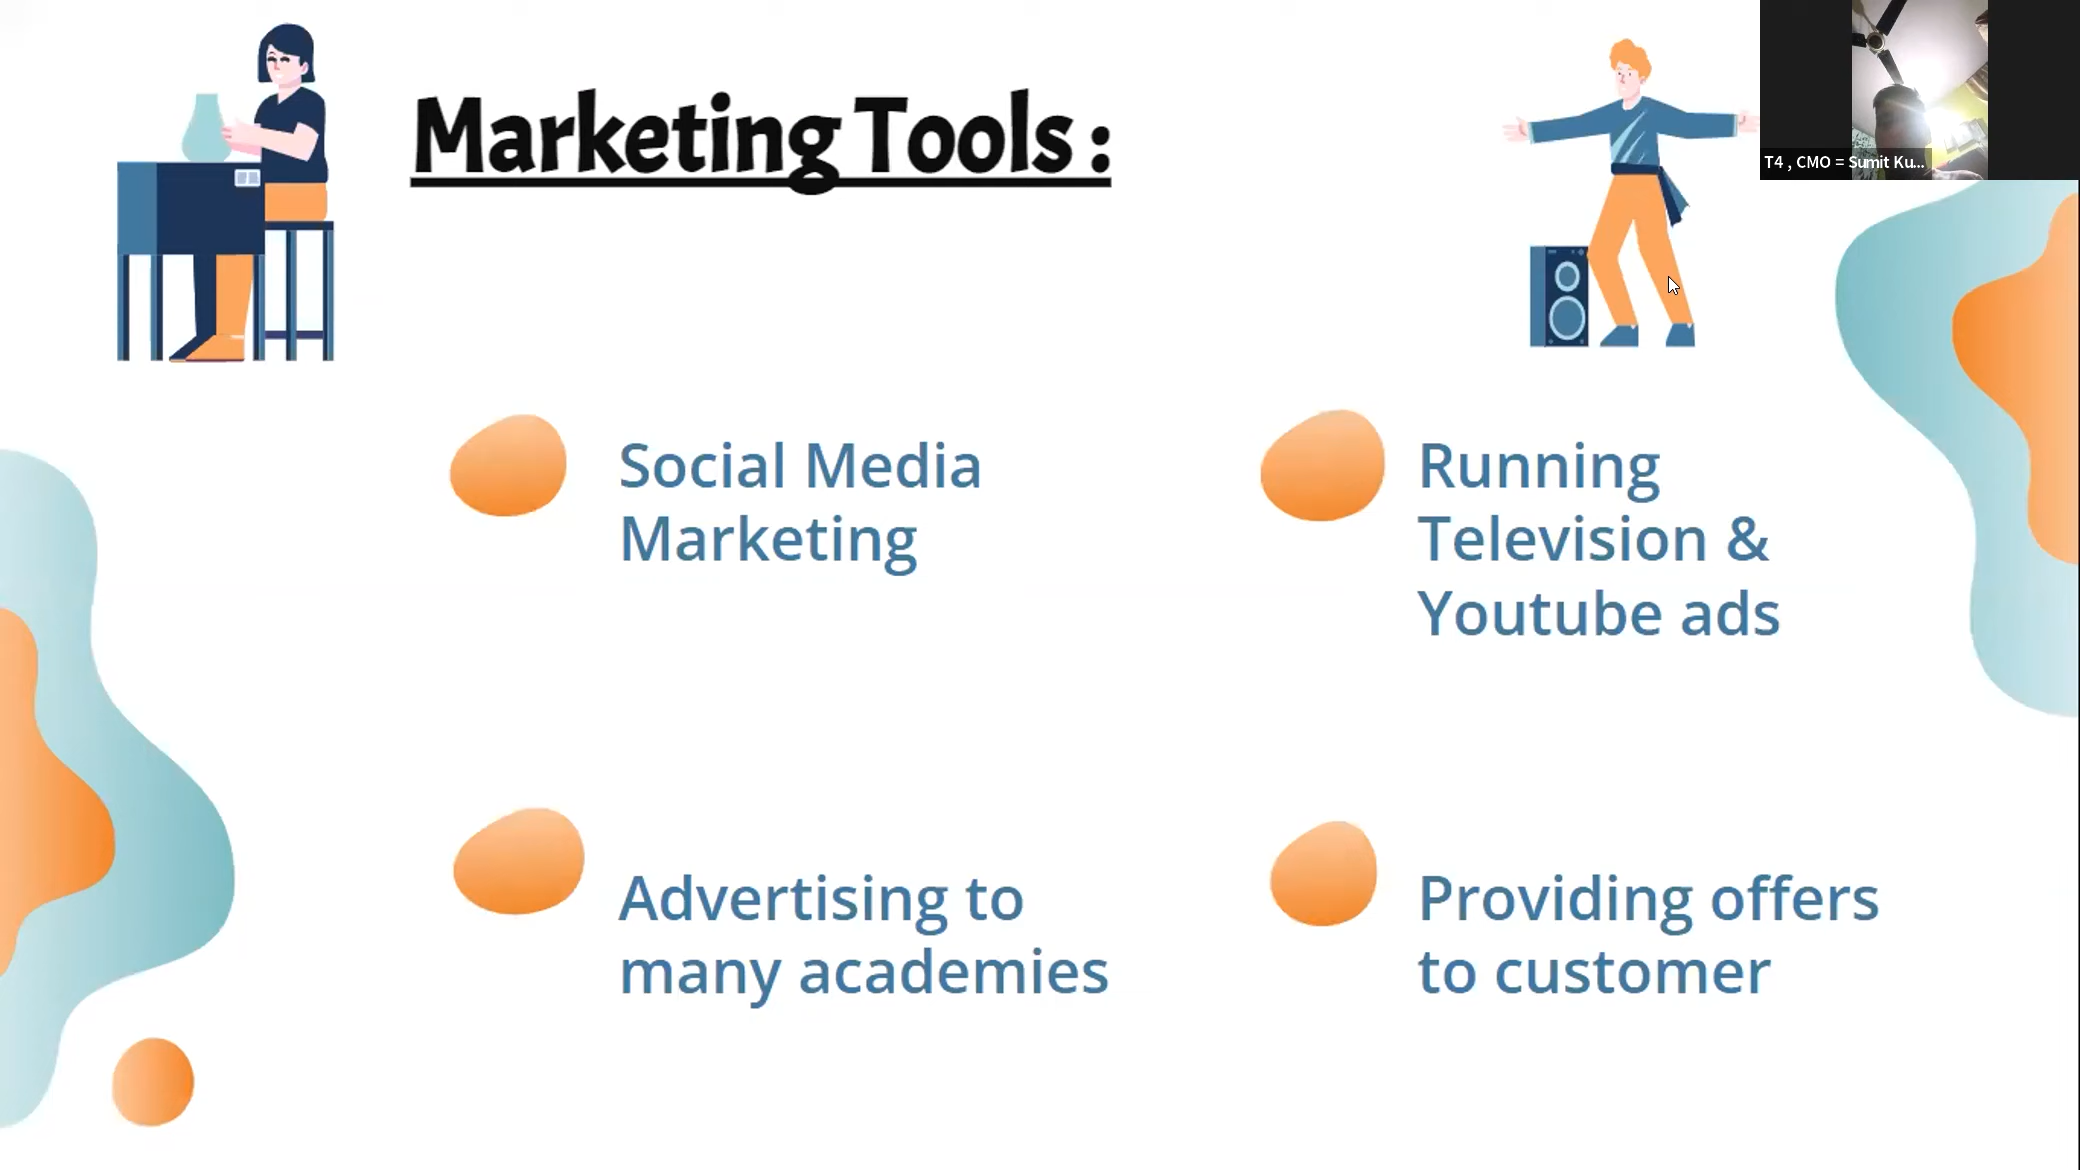 Marketing Tools :
T4 , CMO = Sumit Ku...
Social Media
Marketing
Running
Television &
Youtube ads
Advertising to
many academies
Providing offers
to customer